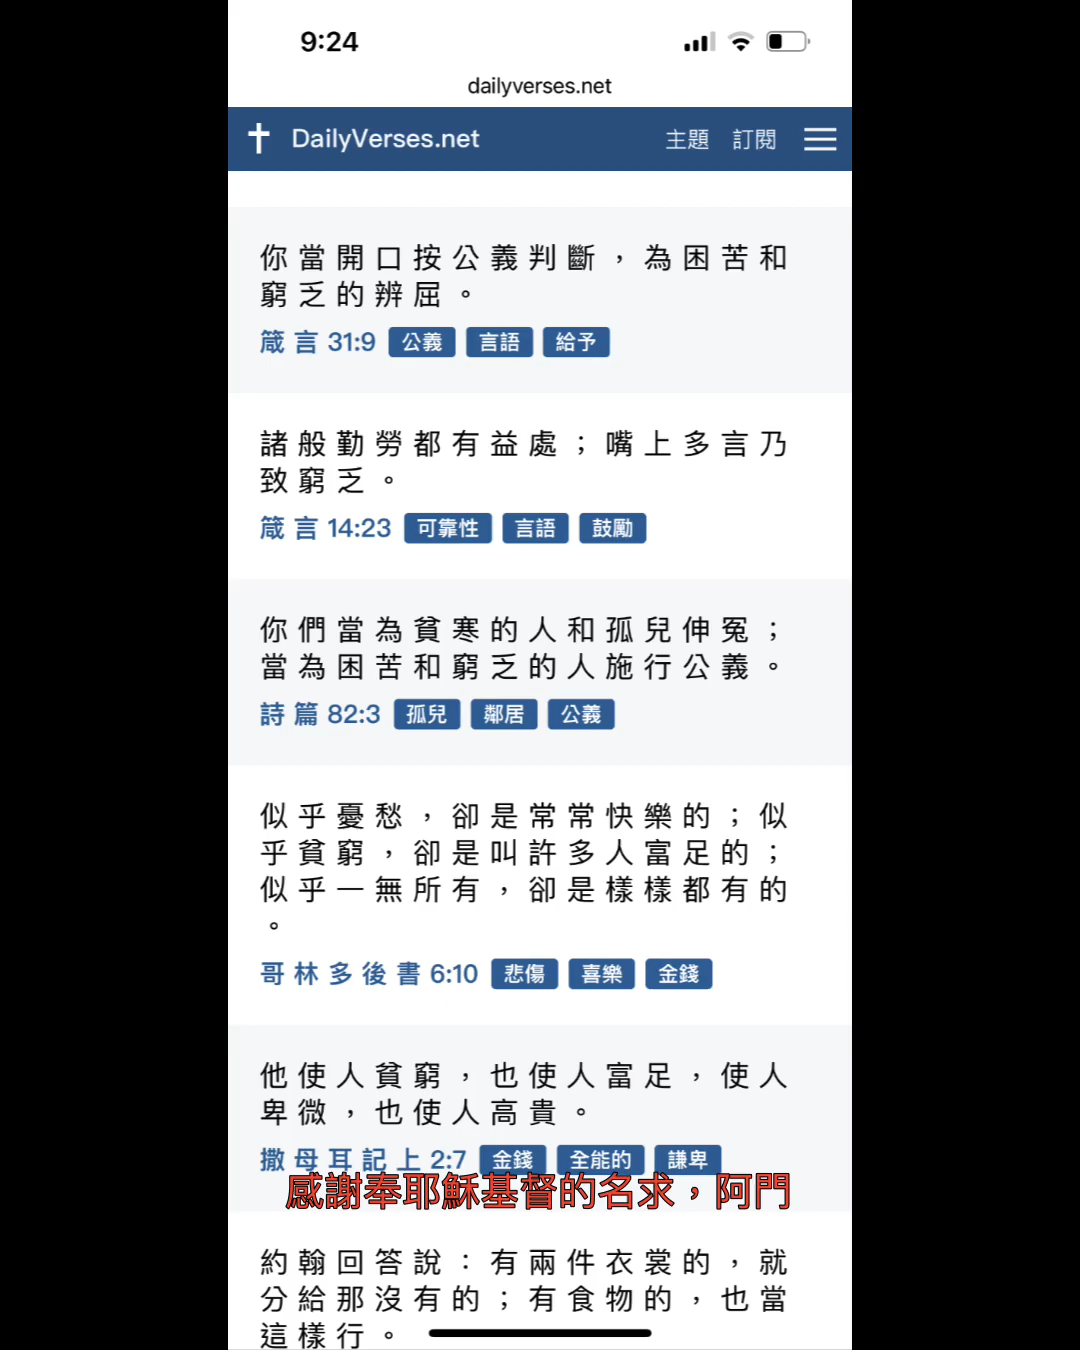 9:24
dailyverses.net
DailyVerses.net 主題 訂閱
你當開口按公義判斷，為困苦和
窮乏的辨屈。
箴言 31:9 公義 言語 給予
諸般勤勞都有益處；嘴上多言乃
致窮乏。
箴言 14:23 可靠性 言語 鼓勵
你們當為貧寒的人和孤兒伸冤；
當為困苦和窮乏的人施行公義。
詩篇 82:3 孤兒 鄰居 公義
似乎憂愁，卻是常常快樂的；似
乎貧窮，卻是叫許多人富足的；
似乎一無所有，卻是樣樣都有的
。
哥林多後書 6:10 悲傷 喜樂 金錢
他使人貧窮，也使人富足，使人
卑微，也使人高貴。
撒母耳記上 2:7 金錢 全能的 謙卑
感謝奉耶穌基督的名求，阿門
約翰回答說：有兩件衣裳的，就
分給那沒有的；有食物的，也當
這樣行。